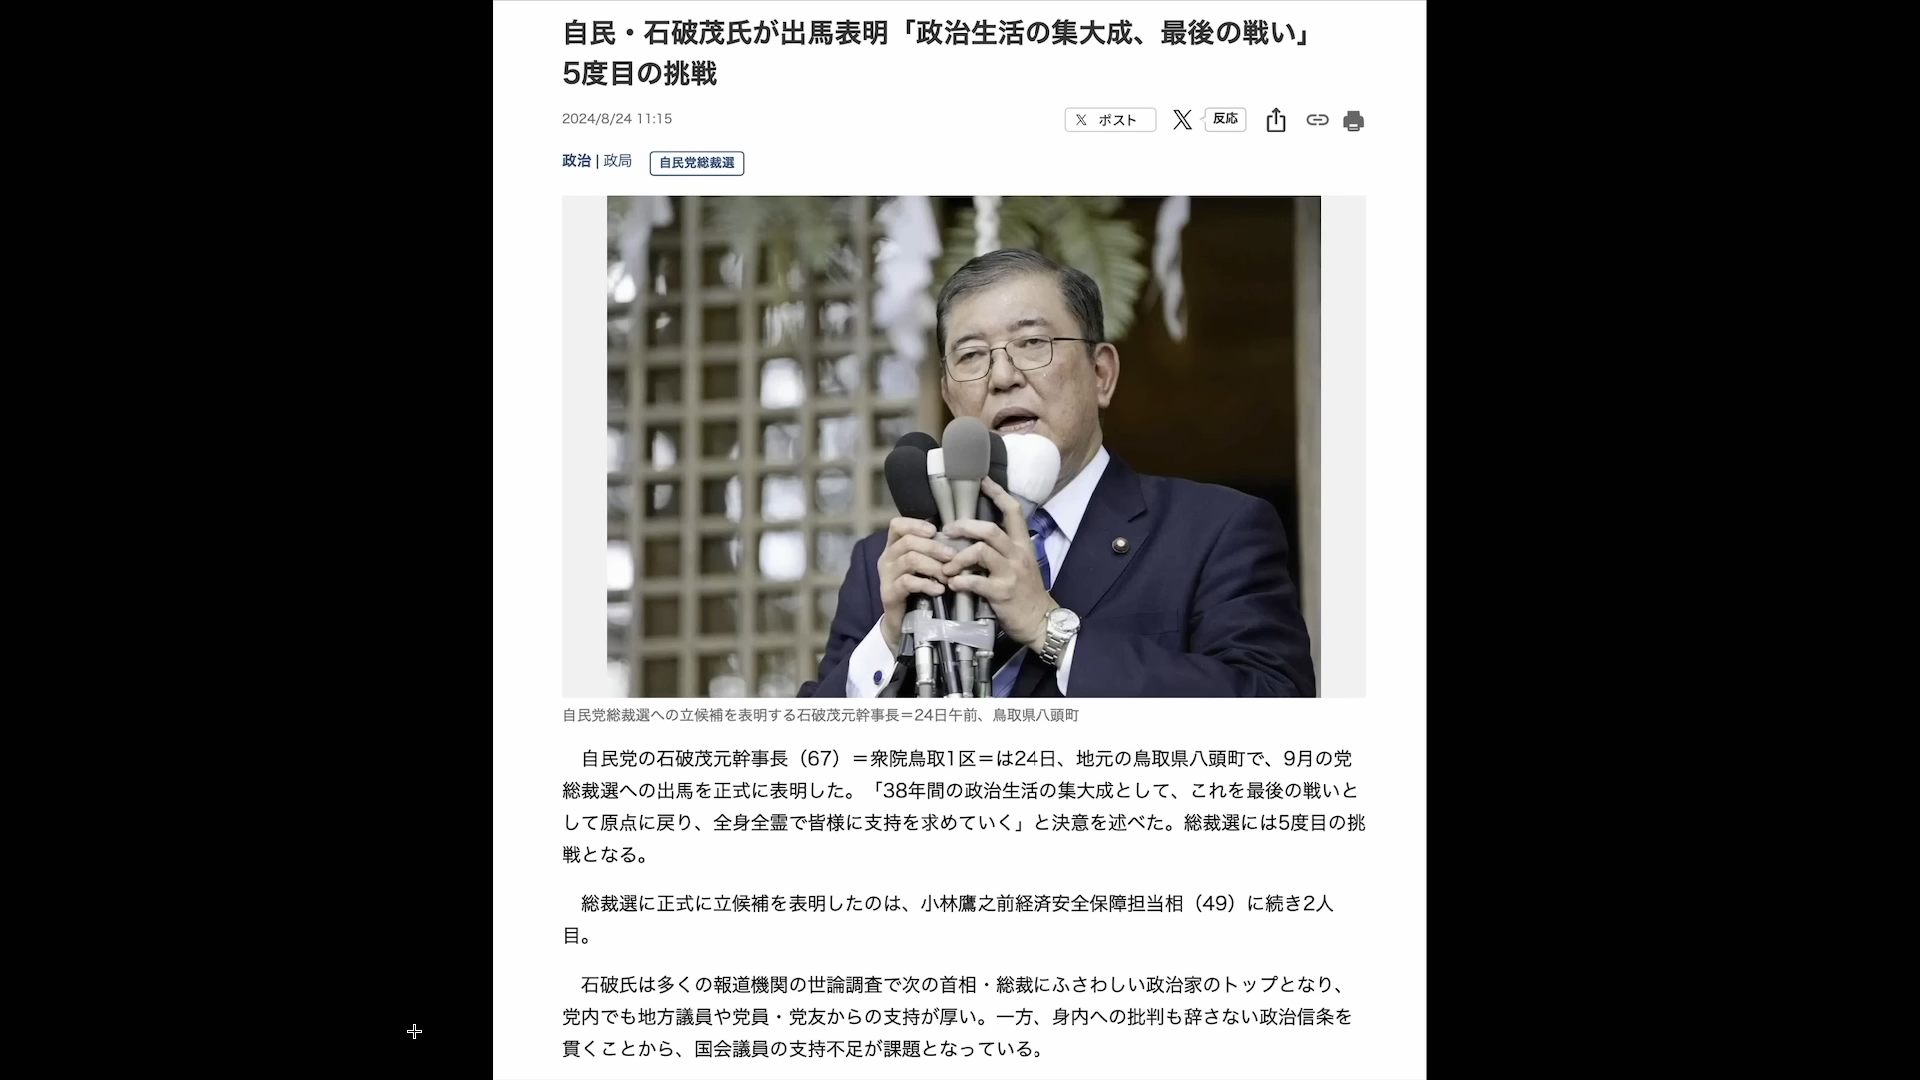 自民・石破茂氏が出馬表明「政治生活の集大成、最後の戦い」
5度目の挑戦
2024/8/24 11:15
ポスト
反応
政治 | 政局
自民党総裁選
自民党総裁選への立候補を表明する石破茂元幹事長＝24日午前、鳥取県八頭町
自民党の石破茂元幹事長（67）＝衆院鳥取1区＝は24日、地元の鳥取県八頭町で、9月の党
総裁選への出馬を正式に表明した。「38年間の政治生活の集大成として、これを最後の戦いと
して原点に戻り、全身全霊で皆様に支持を求めていく」と決意を述べた。総裁選には5度目の挑
戦となる。
総裁選に正式に立候補を表明したのは、小林鷹之前経済安全保障担当相（49）に続き2人
目。
石破氏は多くの報道機関の世論調査で次の首相・総裁にふさわしい政治家のトップとなり、
党内でも地方議員や党員・党友からの支持が厚い。一方、身内への批判も辞さない政治信条を
貫くことから、国会議員の支持不足が課題となっている。